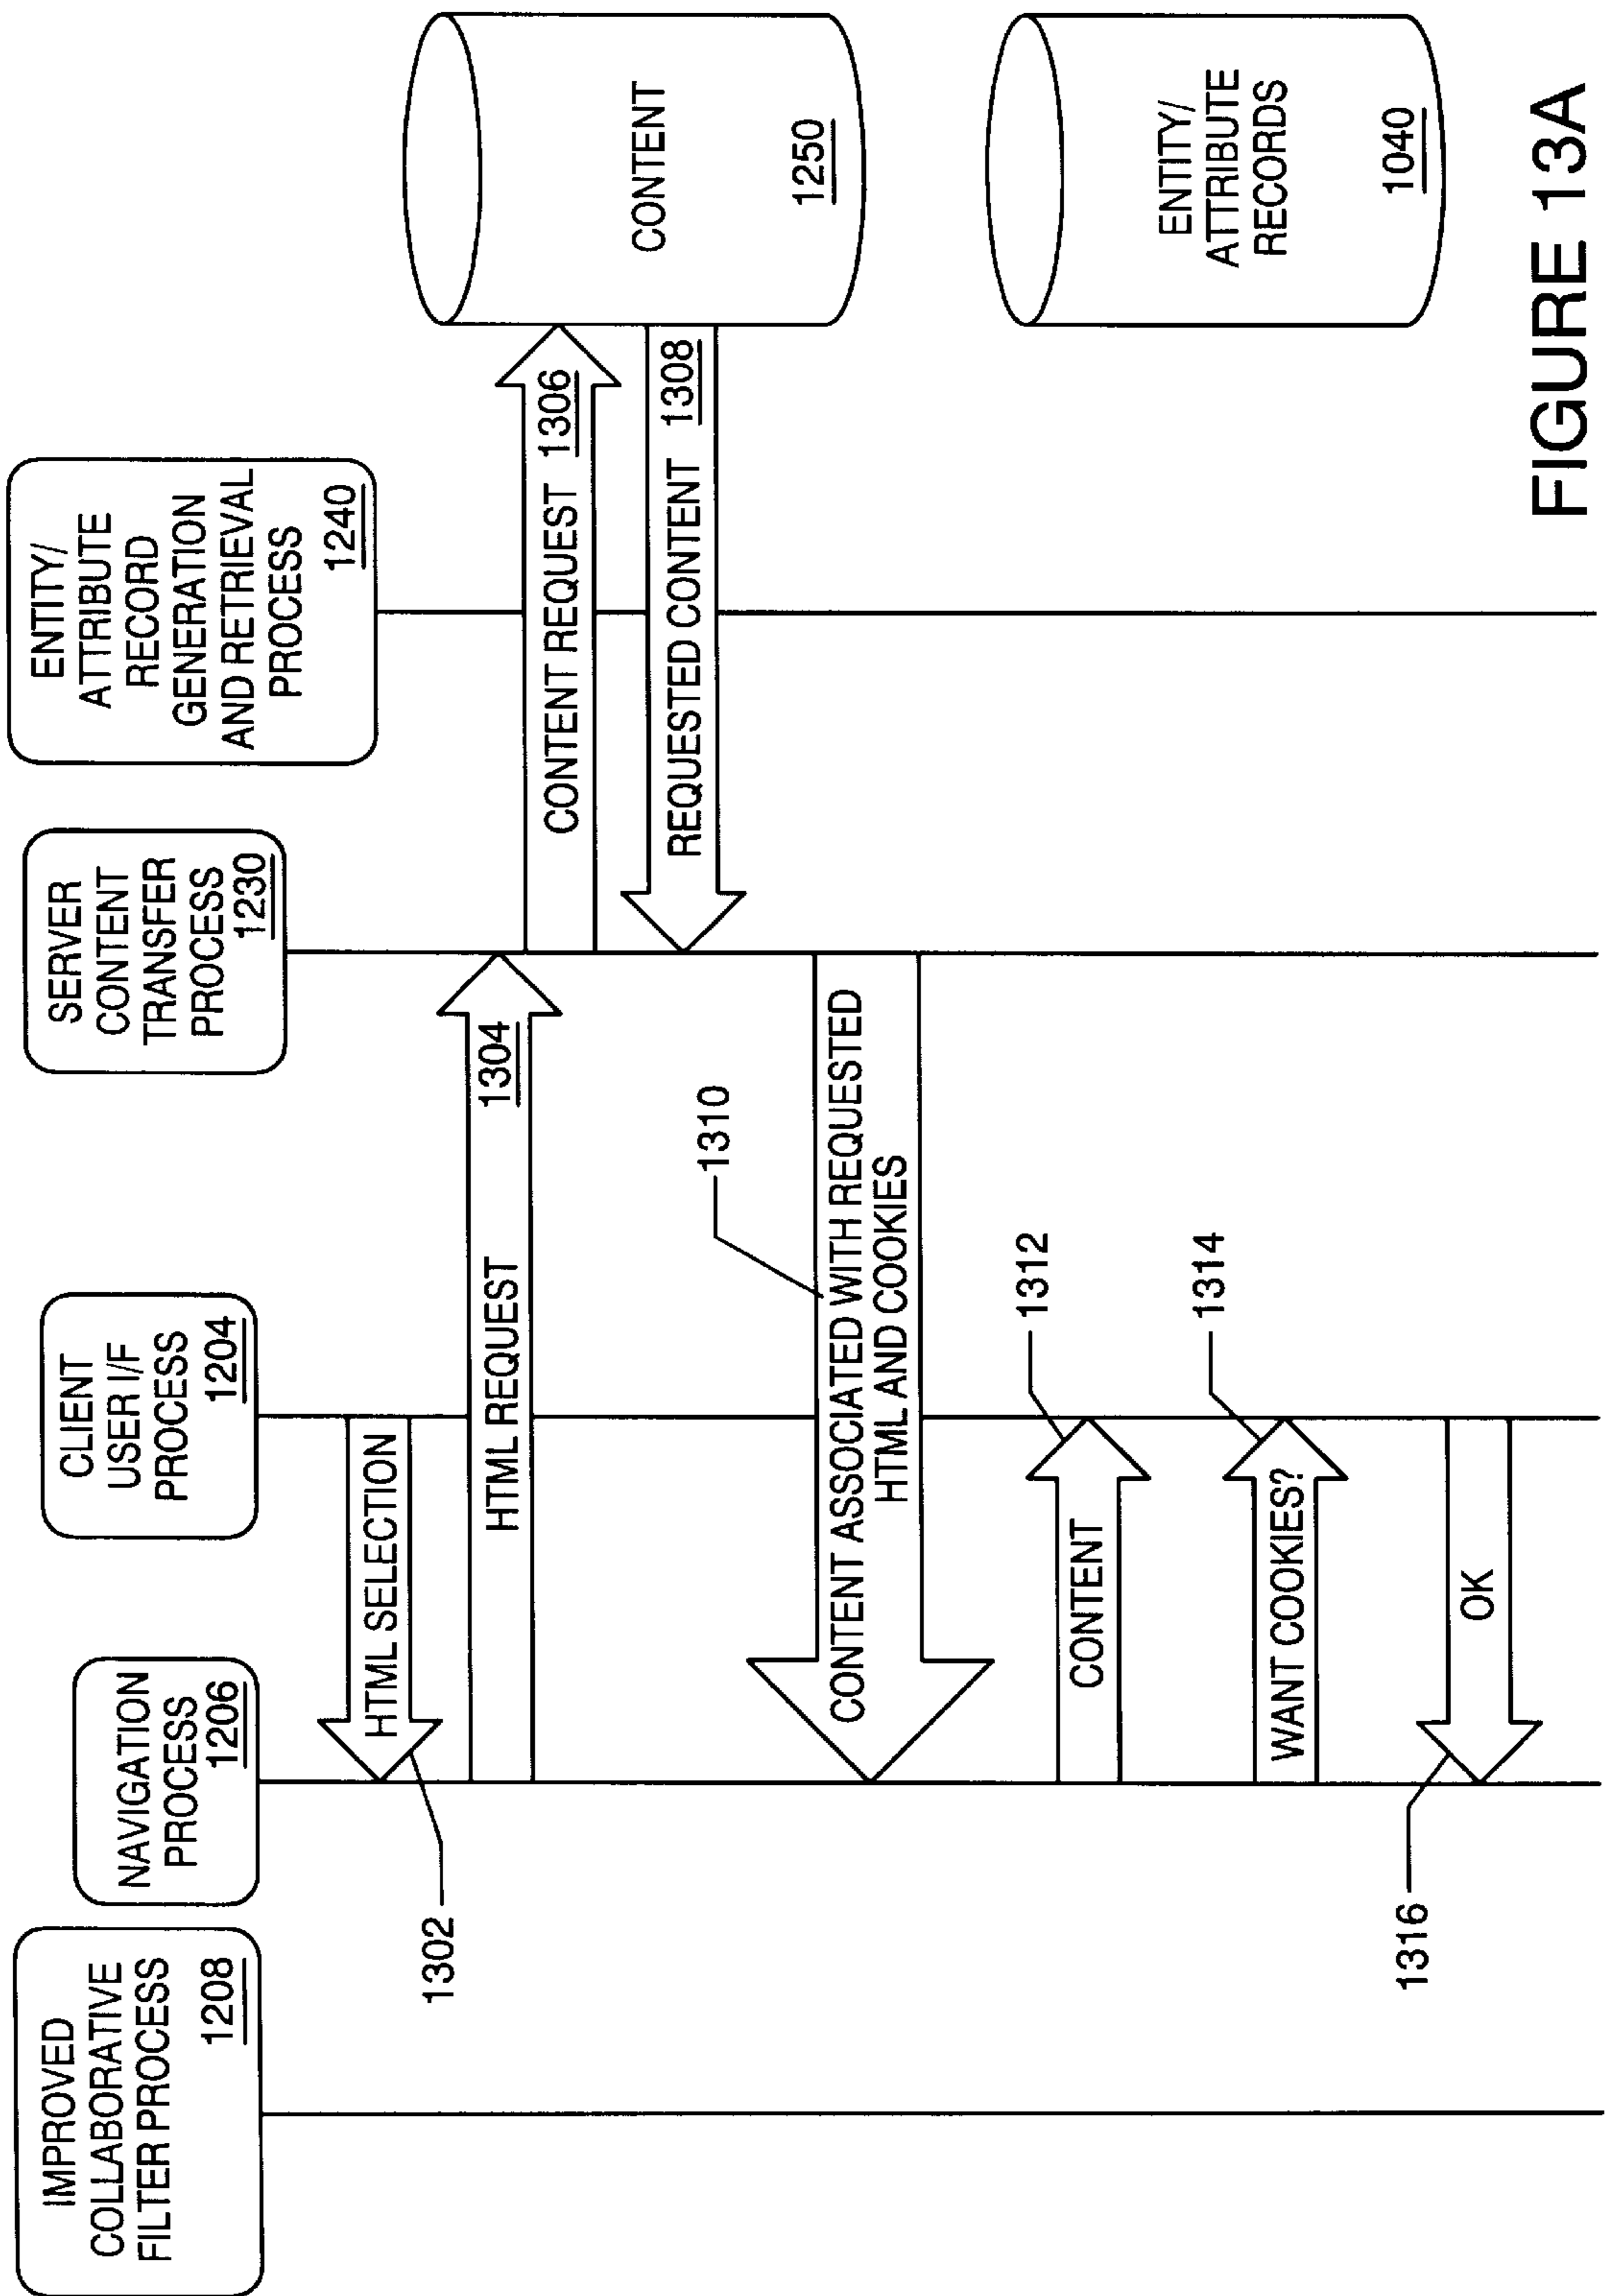 IMPROVED
COLLABORATIVE
FILTER PROCESS
1208
NAVIGATION
PROCESS
1206
CLIENT
USER I/F
PROCESS
1204
SERVER
CONTENT
TRANSFER
PROCESS
1230
ENTITY/
ATTRIBUTE
RECORD
GENERATION
AND RETRIEVAL
PROCESS
1240
HTML SELECTION
1302
HTML REQUEST 1304
CONTENT REQUEST 1306
REQUESTED CONTENT 1308
CONTENT
1250
1310
CONTENT ASSOCIATED WITH REQUESTED
HTML AND COOKIES
CONTENT
1312
WANT COOKIES?
1314
OK
1316
ENTITY/
ATTRIBUTE
RECORDS
1040
FIGURE 13A